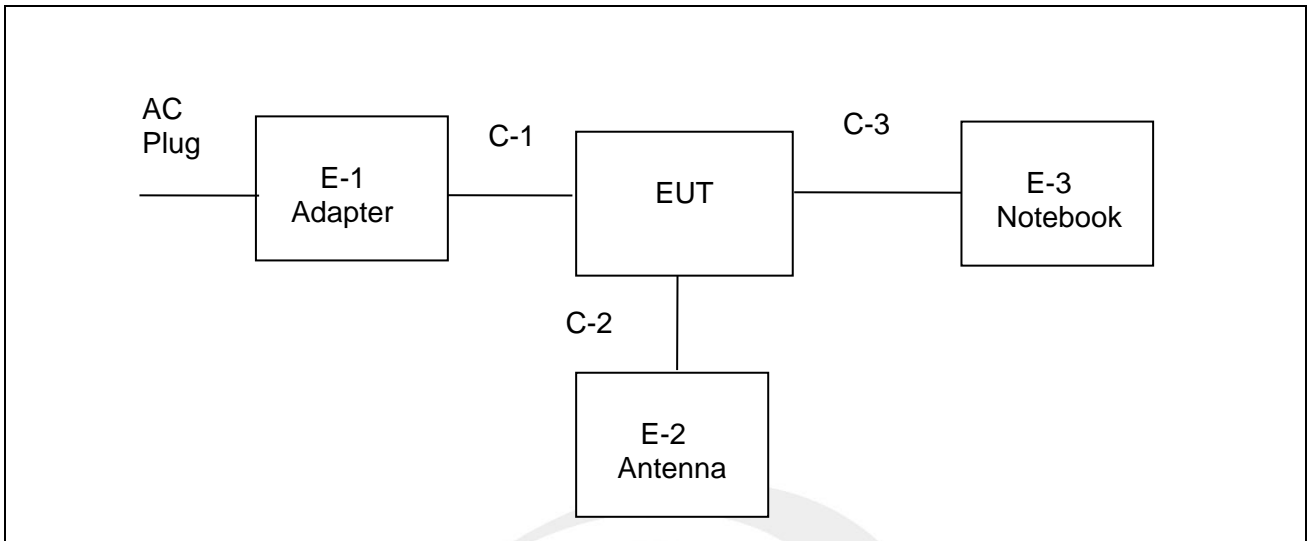 AC
Plug
E-1
Adapter
C-1
EUT
C-3
E-3
Notebook
C-2
E-2
Antenna